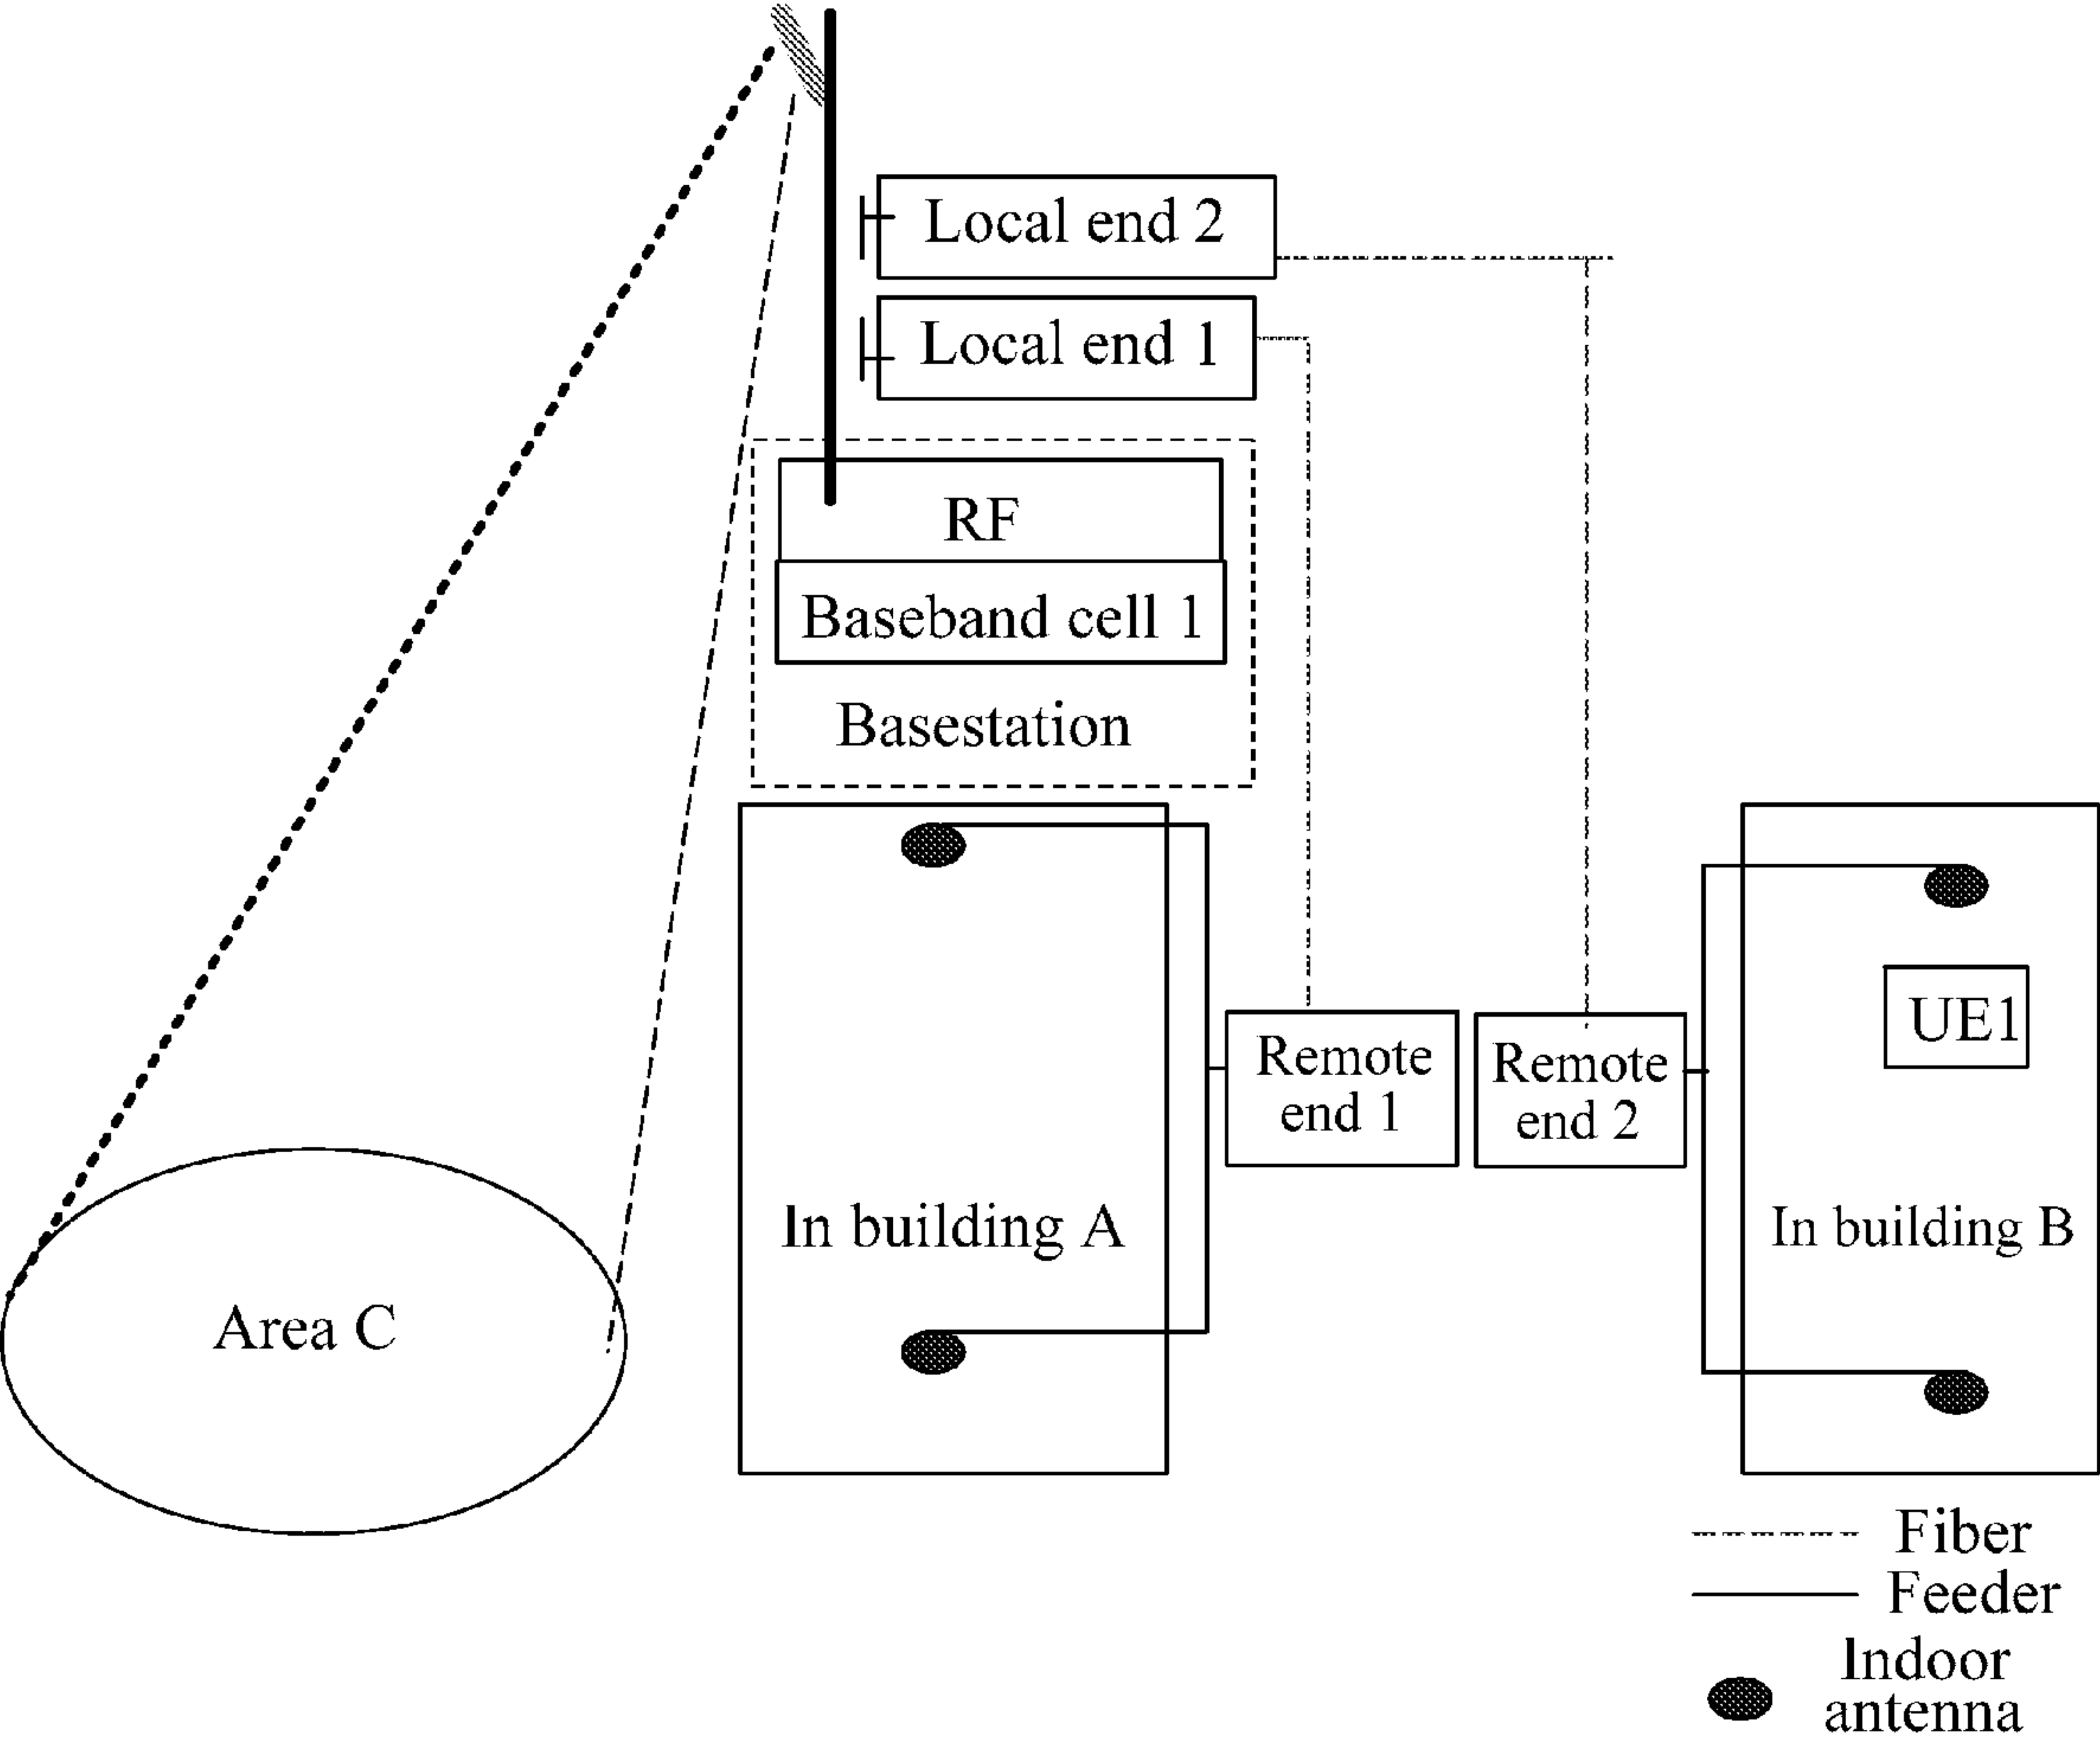 Local end 2
Local end 1
RF
Baseband cell 1
Basestation
Remote
end 1
Remote
end 2
UE1
In building A
In building B
Area C
Fiber
Feeder
Indoor
antenna